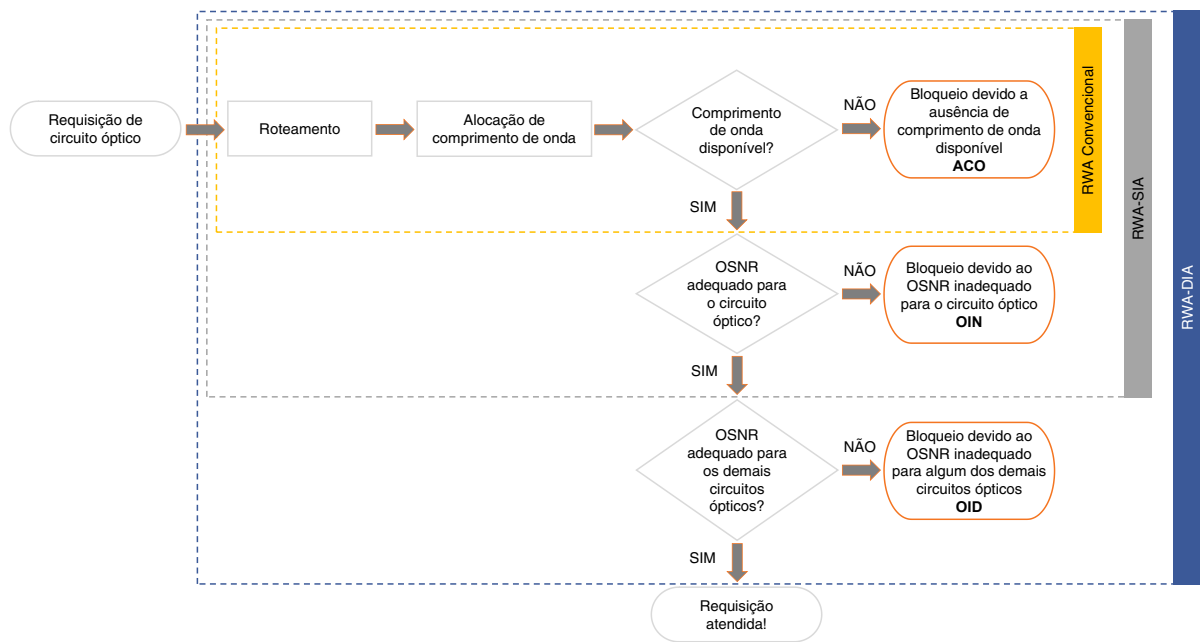 Requisição de
circuito óptico
Roteamento
Alocação de
comprimento de onda
Comprimento
de onda
disponível?
NÃO
Bloqueio devido a
ausência de
comprimento de onda
disponível
ACO
RWA Convencional
RWA-SIA
RWA-DIA
SIM
OSNR
adequado para
o circuito
óptico?
NÃO
Bloqueio devido ao
OSNR inadequado
para o circuito óptico
OIN
SIM
OSNR
adequado para
os demais
circuitos
ópticos?
NÃO
Bloqueio devido ao
OSNR inadequado
para algum dos demais
circuitos ópticos
OID
SIM
Requisição
atendida!